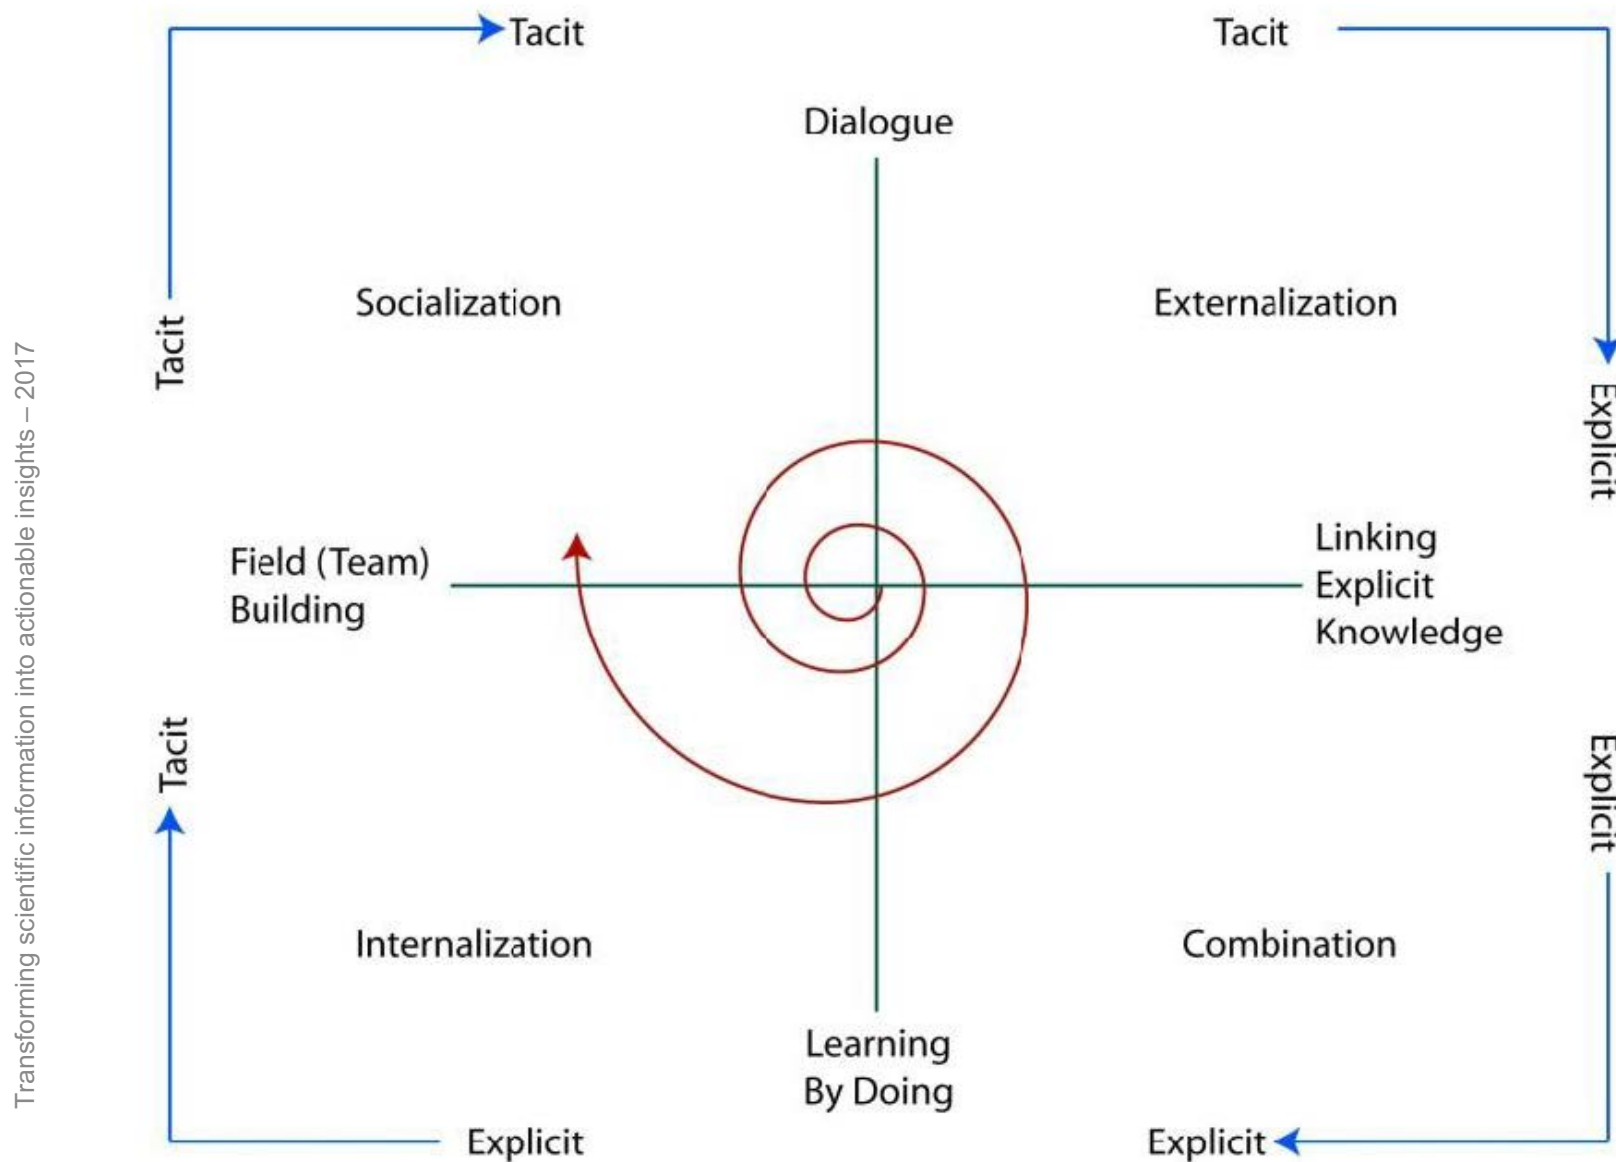 Tacit
Tacit
Dialogue
Socialization
Externalization
Tacit
Explicit
Field (Team)
Building
Linking
Explicit
Knowledge
Tacit
Explicit
Internalization
Combination
Learning
By Doing
Explicit
Explicit
Transforming scientific information into actionable insights – 2017